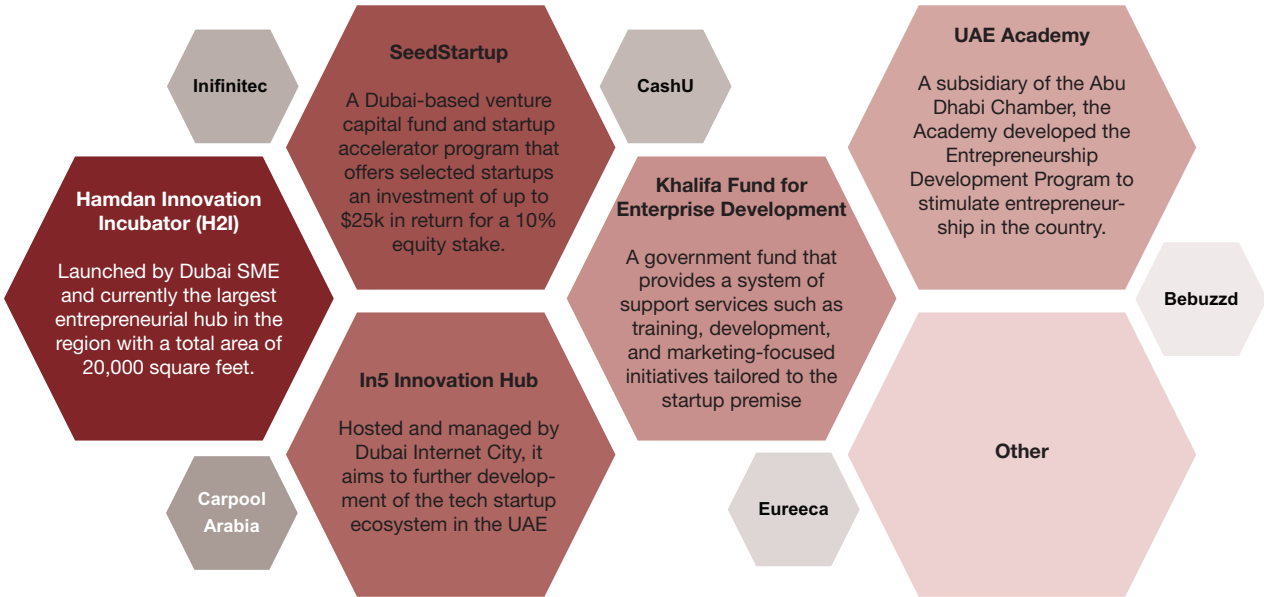 Inifinitec
SeedStartup
A Dubai-based venture
capital fund and startup
accelerator program that
offers selected startups
an investment of up to
$25k in return for a 10%
equity stake.
CashU
UAE Academy
A subsidiary of the Abu
Dhabi Chamber, the
Academy developed the
Entrepreneurship
Development Program to
stimulate entrepreneur-
ship in the country.
Hamdan Innovation
Incubator (H2I)
Launched by Dubai SME
and currently the largest
entrepreneurial hub in the
region with a total area of
20,000 square feet.
Khalifa Fund for
Enterprise Development
A government fund that
provides a system of
support services such as
training, development,
and marketing-focused
initiatives tailored to the
startup premise
Bebuzzd
In5 Innovation Hub
Hosted and managed by
Dubai Internet City, it
aims to further develop-
ment of the tech startup
ecosystem in the UAE
Other
Carpool
Arabia
Eureeca